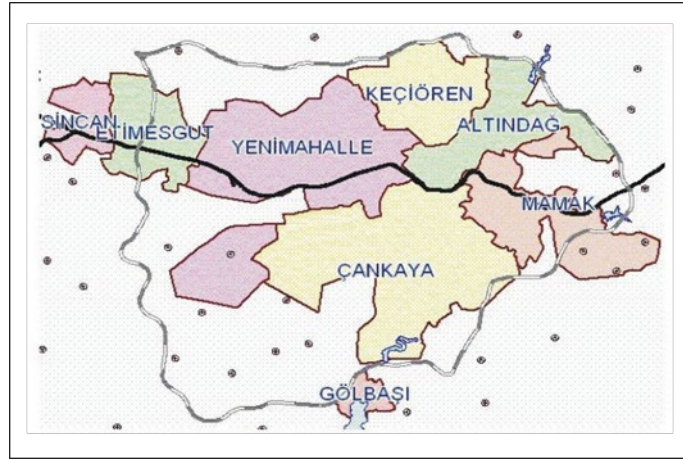 KEÇİÖREN
SİNCAN
ETİMESGUT
ALTINDAĞ
YENİMAHALLE
MAMAK
ÇANKAYA
GÖLBAŞI